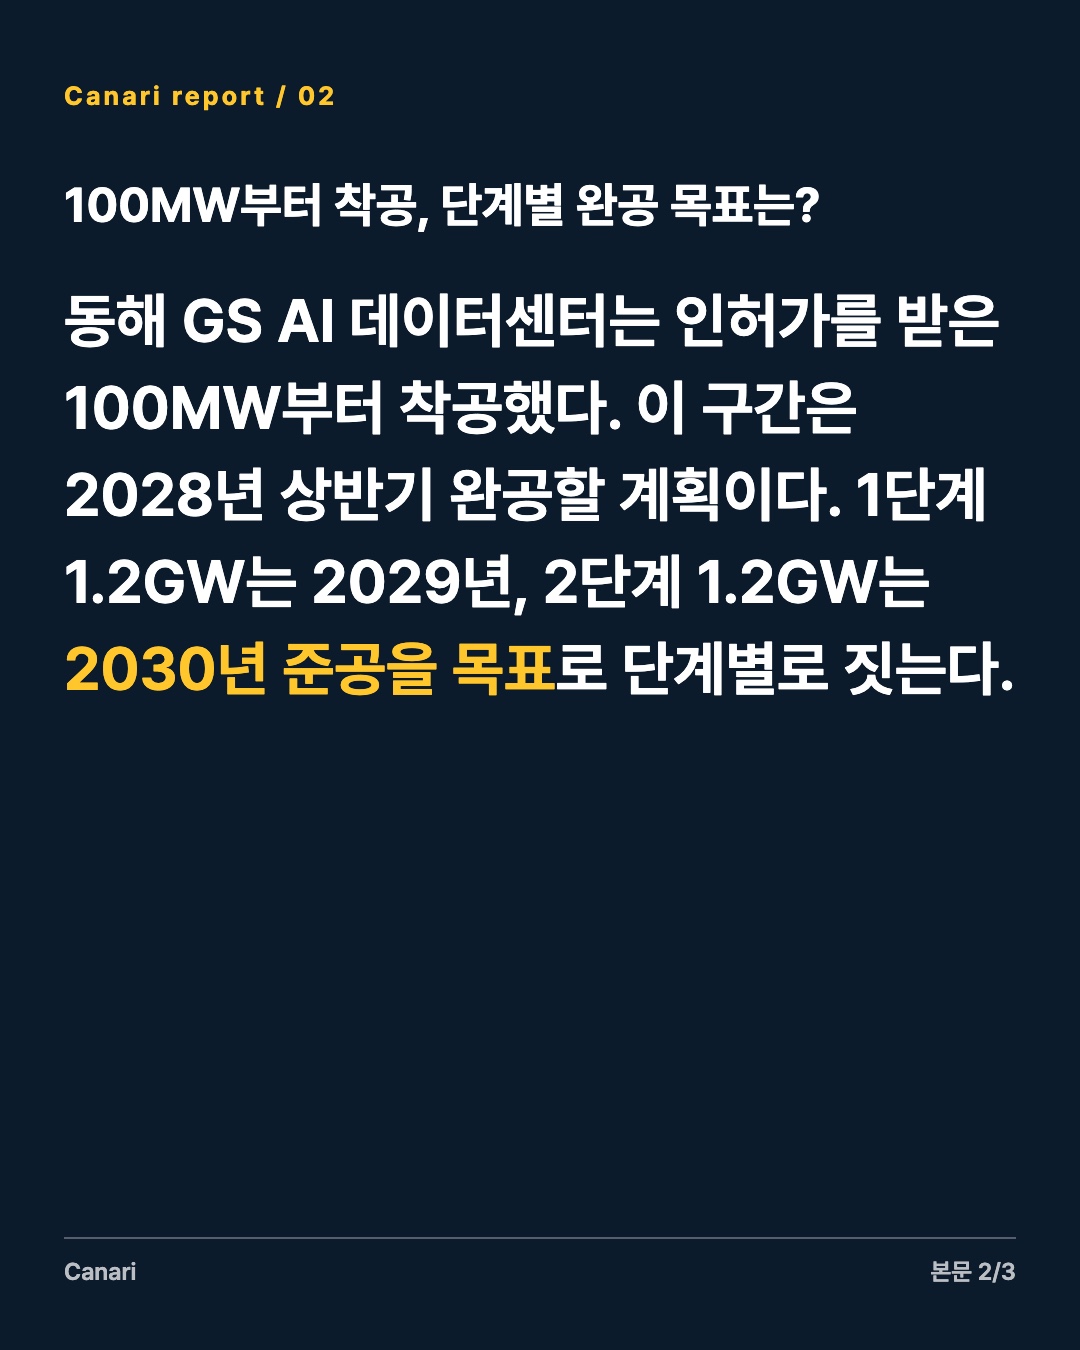 Canari report / 02
100MW부터 착공, 단계별 완공 목표는?
동해 GS AI 데이터센터는 인허가를 받은
100MW부터 착공했다. 이 구간은
2028년 상반기 완공할 계획이다. 1단계
1.2GW는 2029년, 2단계 1.2GW는
2030년 준공을 목표로 단계별로 짓는다.
Canari
본문 2/3